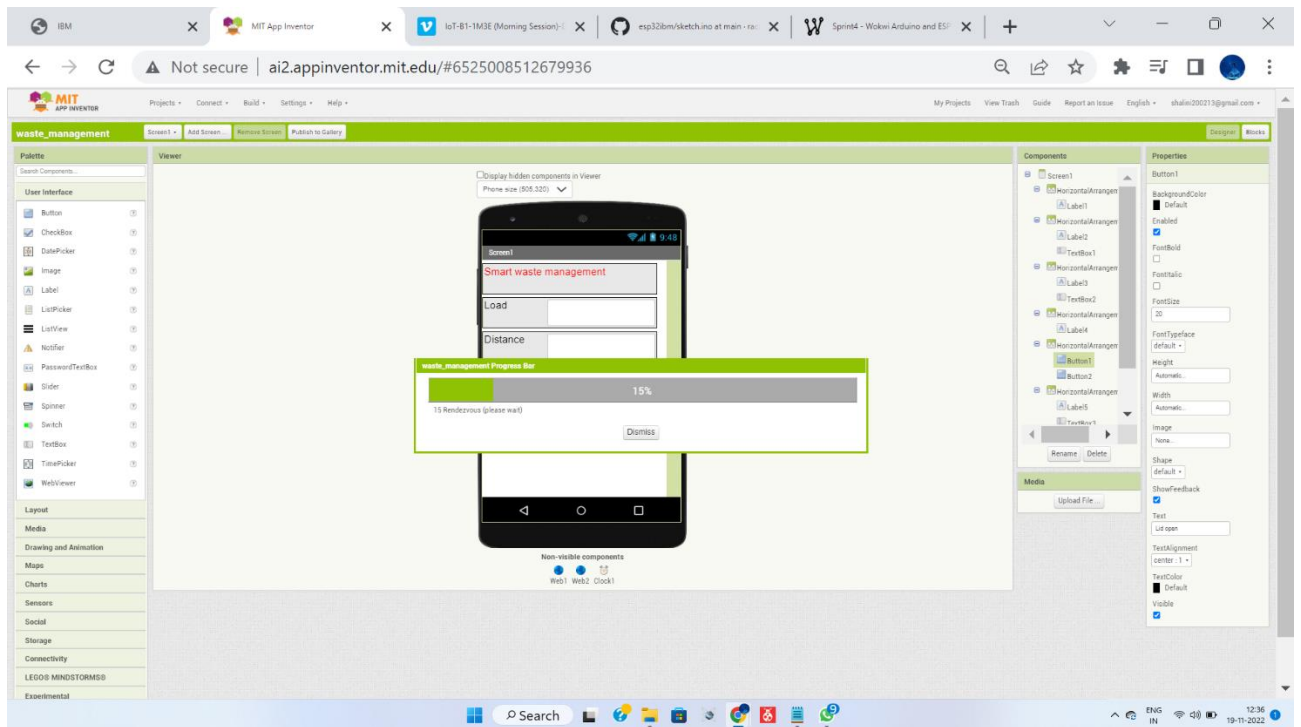 IBM
MIT App Inventor
IoT-B1-1M3E (Morning Session)-
esp32ibm/sketch.ino at main · ra
Sprint4 - Wokwi Arduino and ESP
Not secure | ai2.appinventor.mit.edu/#6525008512679936
MIT
APP INVENTOR
Projects Connect Build Settings Help
My Projects View Trash Guide Report an Issue English shalini200213@gmail.com
waste_management
Screen1 Add Screen ... Remove Screen Publish to Gallery
Designer Blocks
Palette
Search Components...
User Interface
Button
CheckBox
DatePicker
Image
Label
ListPicker
ListView
Notifier
PasswordTextBox
Slider
Spinner
Switch
TextBox
TimePicker
WebViewer
Layout
Media
Drawing and Animation
Maps
Charts
Sensors
Social
Storage
Connectivity
LEGO® MINDSTORMS®
Experimental
Viewer
Display hidden components in Viewer
Phone size (505,320)
9:48
Screen1
Smart waste management
Load
Distance
waste_management Progress Bar
15%
15 Rendezvous (please wait)
Dismiss
Non-visible components
Web1 Web2 Clock1
Components
Screen1
HorizontalArrangem
Label1
HorizontalArrangem
Label2
TextBox1
HorizontalArrangem
Label3
TextBox2
HorizontalArrangem
Label4
HorizontalArrangem
Button1
Button2
HorizontalArrangem
Label5
TextBox3
Rename Delete
Media
Upload File ...
Properties
Button1
BackgroundColor
Default
Enabled
FontBold
FontItalic
FontSize
20
FontTypeface
default
Height
Automatic...
Width
Automatic...
Image
None...
Shape
default
ShowFeedback
Text
Lid open
TextAlignment
center : 1
TextColor
Default
Visible
Search
ENG
IN
12:36
19-11-2022